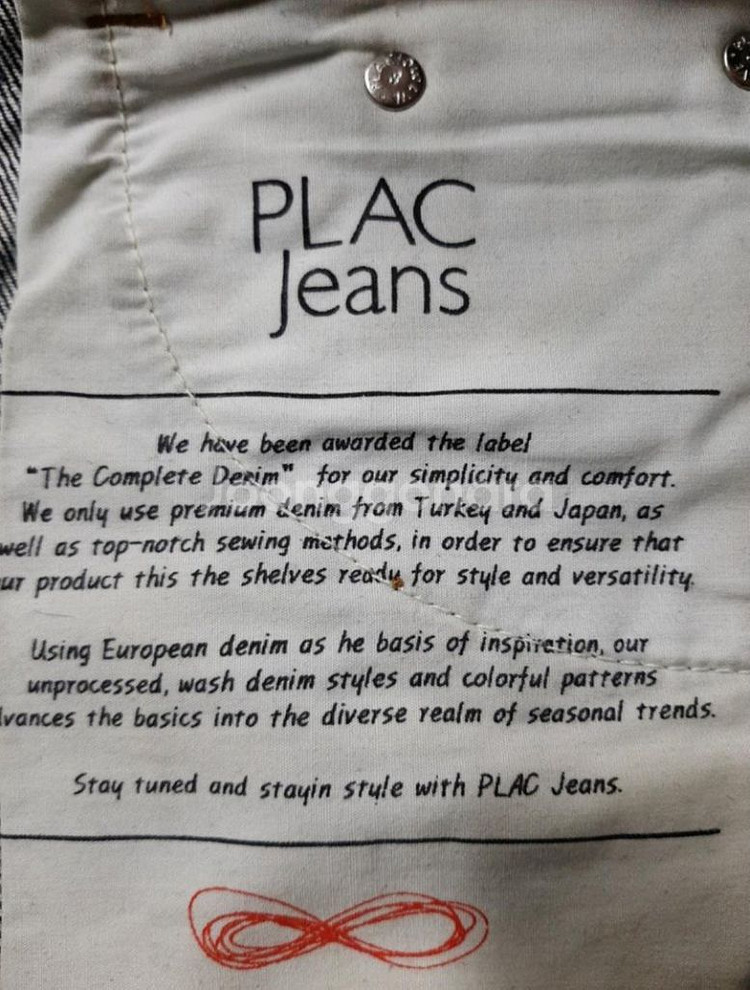 PLAC
Jeans
We have been awarded the label
"The Complete Denim" for our simplicity and comfort.
We only use premium denim from Turkey and Japan, as
well as top-notch sewing methods, in order to ensure that
ur product this the shelves ready for style and versatility.
Using European denim as he basis of inspiretion, our
unprocessed, wash denim styles and colorful patterns
lvances the basics into the diverse realm of seasonal trends.
Stay tuned and stayin style with PLAC Jeans.